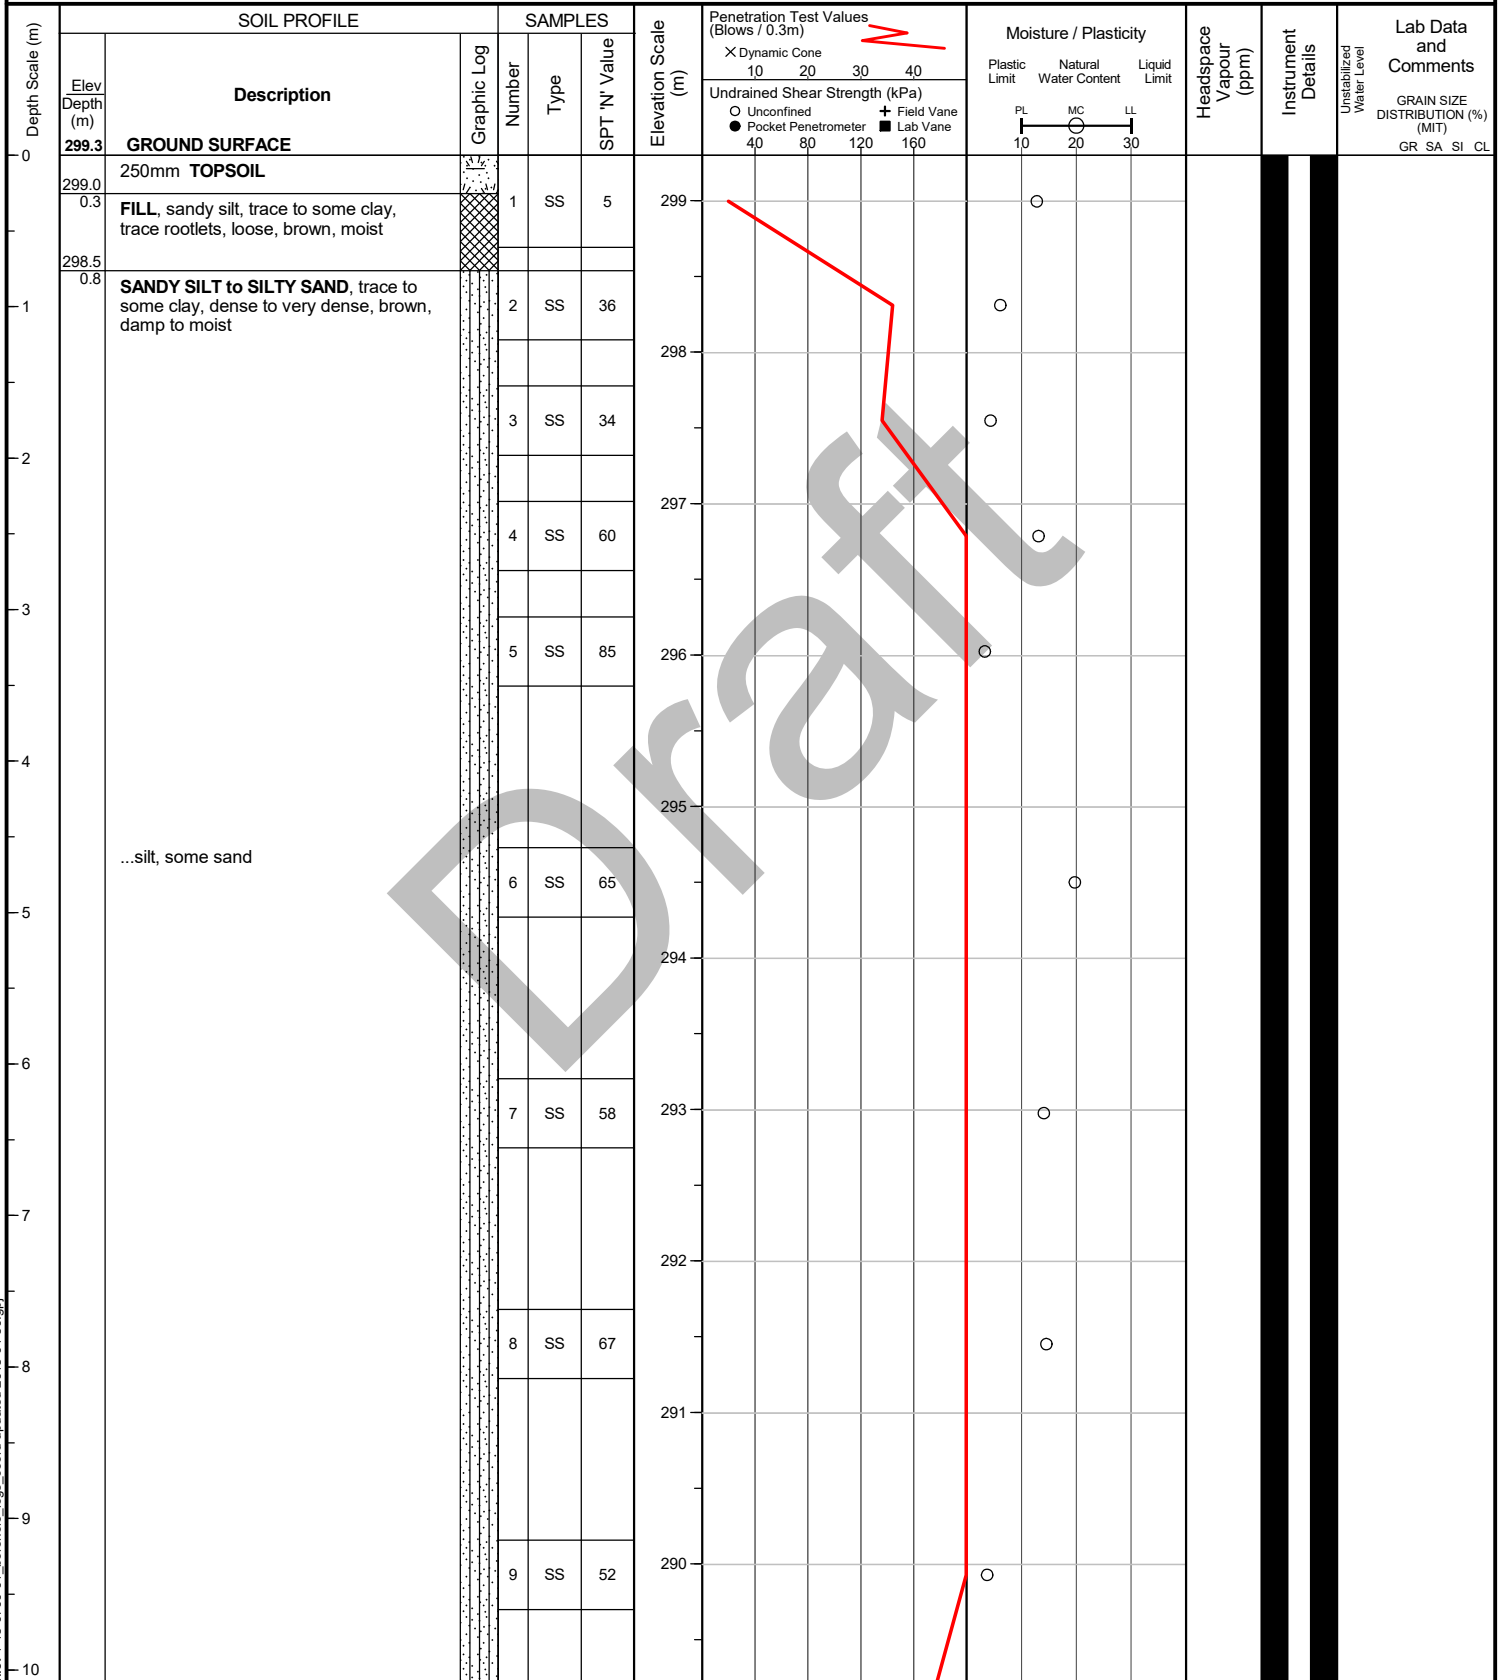 SOIL PROFILE
SAMPLES
Depth Scale (m)
Elev
Depth
(m)
Description
Graphic Log
Number
Type
SPT 'N' Value
Elevation Scale
(m)
Penetration Test Values
(Blows / 0.3m)
X Dynamic Cone
10 20 30 40
Undrained Shear Strength (kPa)
Unconfined
Field Vane
Pocket Penetrometer
Lab Vane
40 80 120 160
Moisture / Plasticity
Plastic
Limit
Natural
Water Content
Liquid
Limit
PL MC LL
10 20 30
Headspace
Vapour
(ppm)
Instrument
Details
Unstabilized
Water Level
Lab Data
and
Comments
GRAIN SIZE
DISTRIBUTION (%)
(MIT)
GR SA SI CL
299.3 GROUND SURFACE
0
250mm TOPSOIL
299.0
0.3
FILL, sandy silt, trace to some clay,
trace rootlets, loose, brown, moist
1 SS 5
299
298.5
0.8
SANDY SILT to SILTY SAND, trace to
some clay, dense to very dense, brown,
damp to moist
1
2 SS 36
298
3 SS 34
2
297
4 SS 60
3
5 SS 85
296
4
295
...silt, some sand
6 SS 65
5
294
6
7 SS 58
293
7
292
8 SS 67
8
291
9
290
9 SS 52
10
Draft